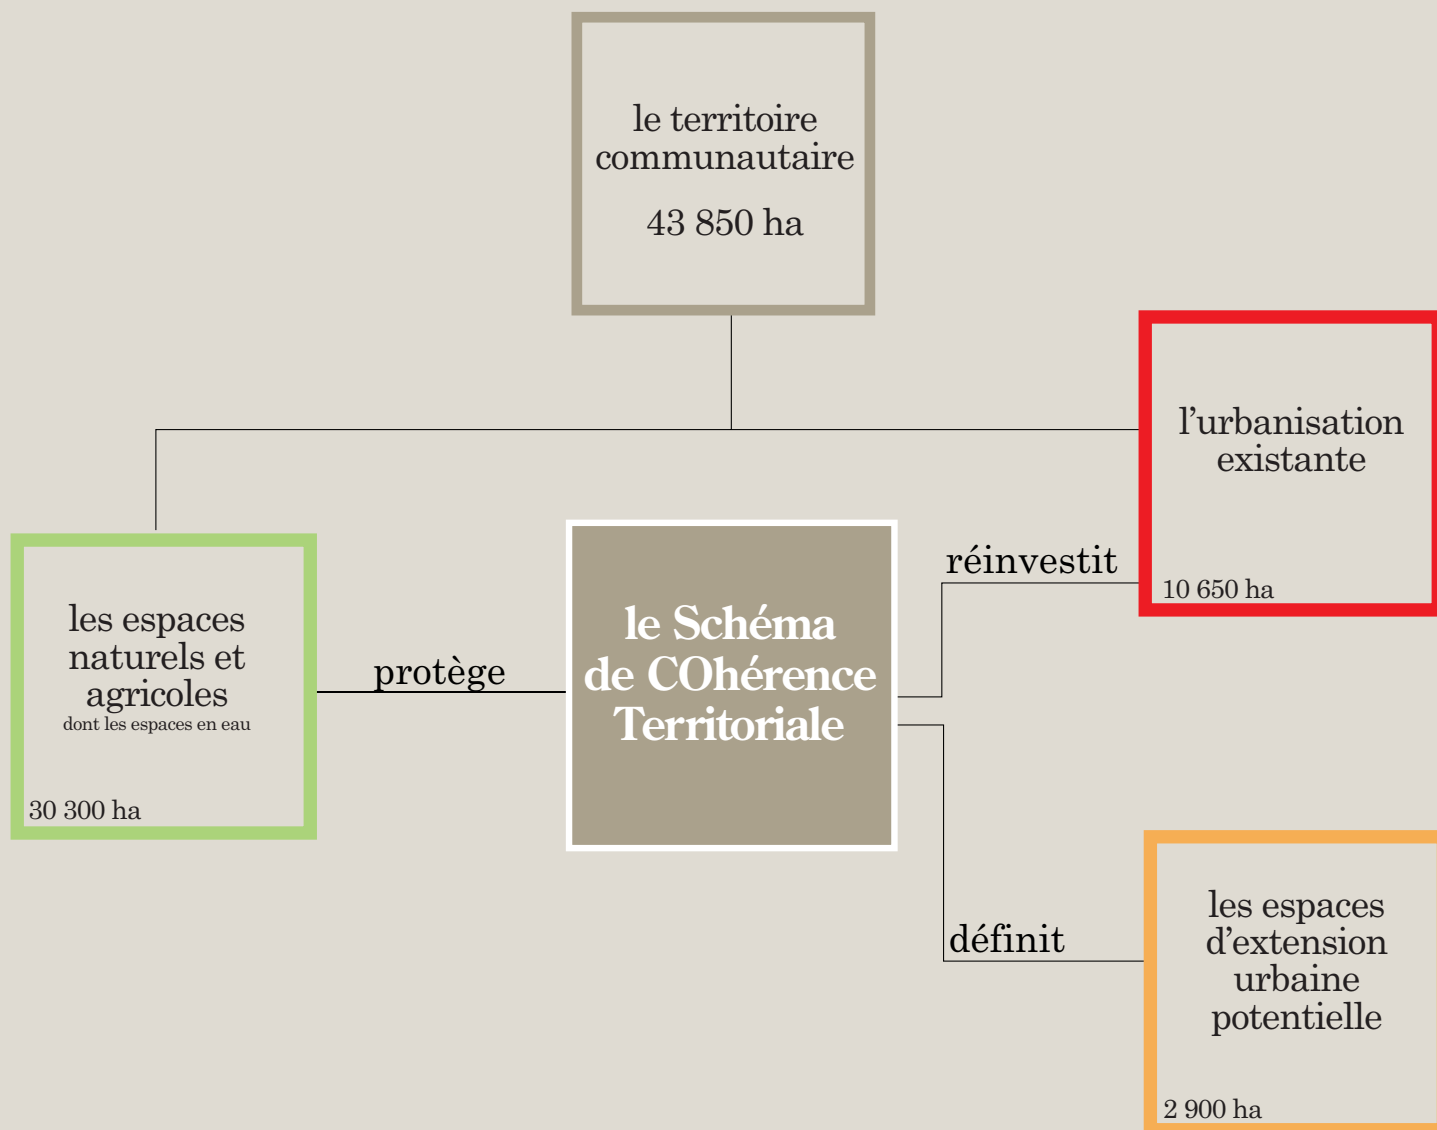 le territoire
communautaire
43 850 ha
l’urbanisation
existante
10 650 ha
réinvestit
les espaces
naturels et
agricoles
dont les espaces en eau
30 300 ha
protège
le Schéma
de COhérence
Territoriale
définit
les espaces
d'extension
urbaine
potentielle
2 900 ha